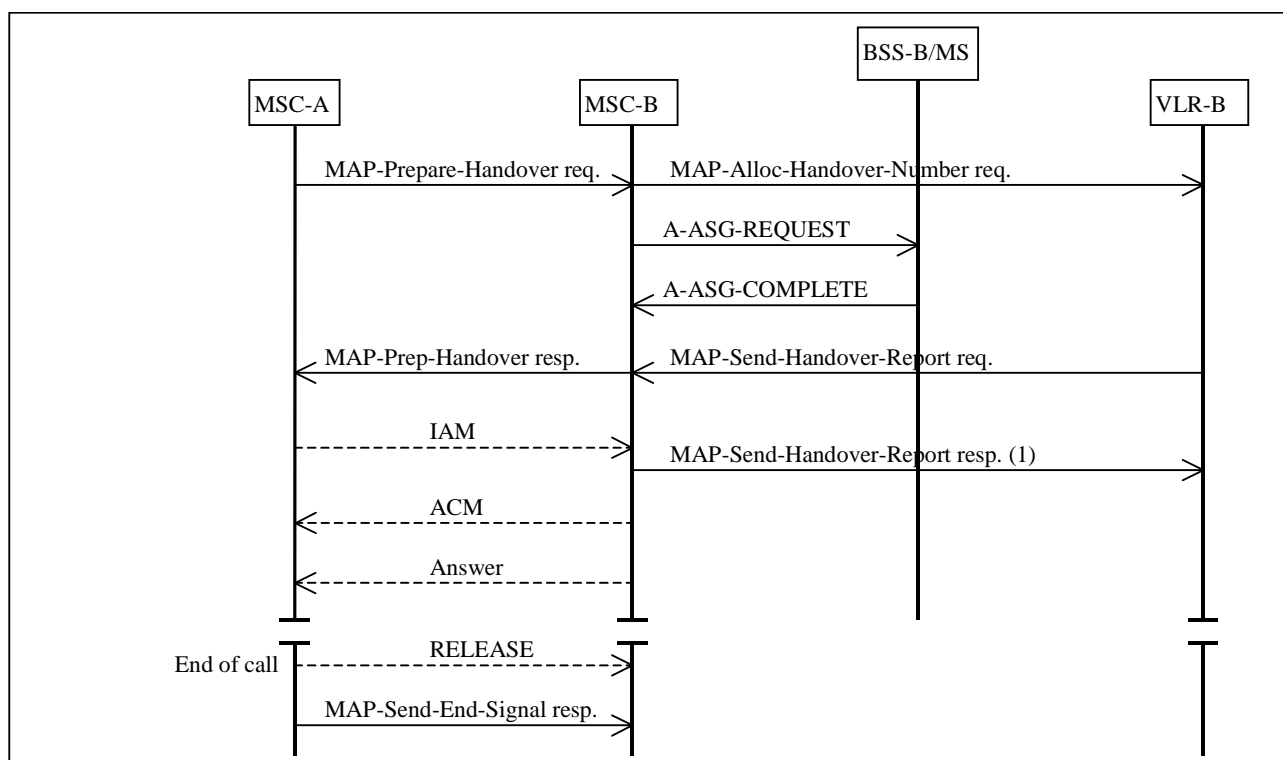 BSS-B/MS
MSC-A
MSC-B
VLR-B
MAP-Prepare-Handover req.
MAP-Alloc-Handover-Number req.
A-ASG-REQUEST
A-ASG-COMPLETE
MAP-Prep-Handover resp.
MAP-Send-Handover-Report req.
IAM
MAP-Send-Handover-Report resp. (1)
ACM
Answer
RELEASE
End of call
MAP-Send-End-Signal resp.